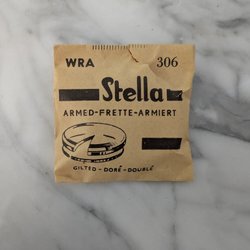 WRA 306
Stella
ARMED-FRETTE-ARMIERT
GILTED - DORÉ - DOUBLÉ